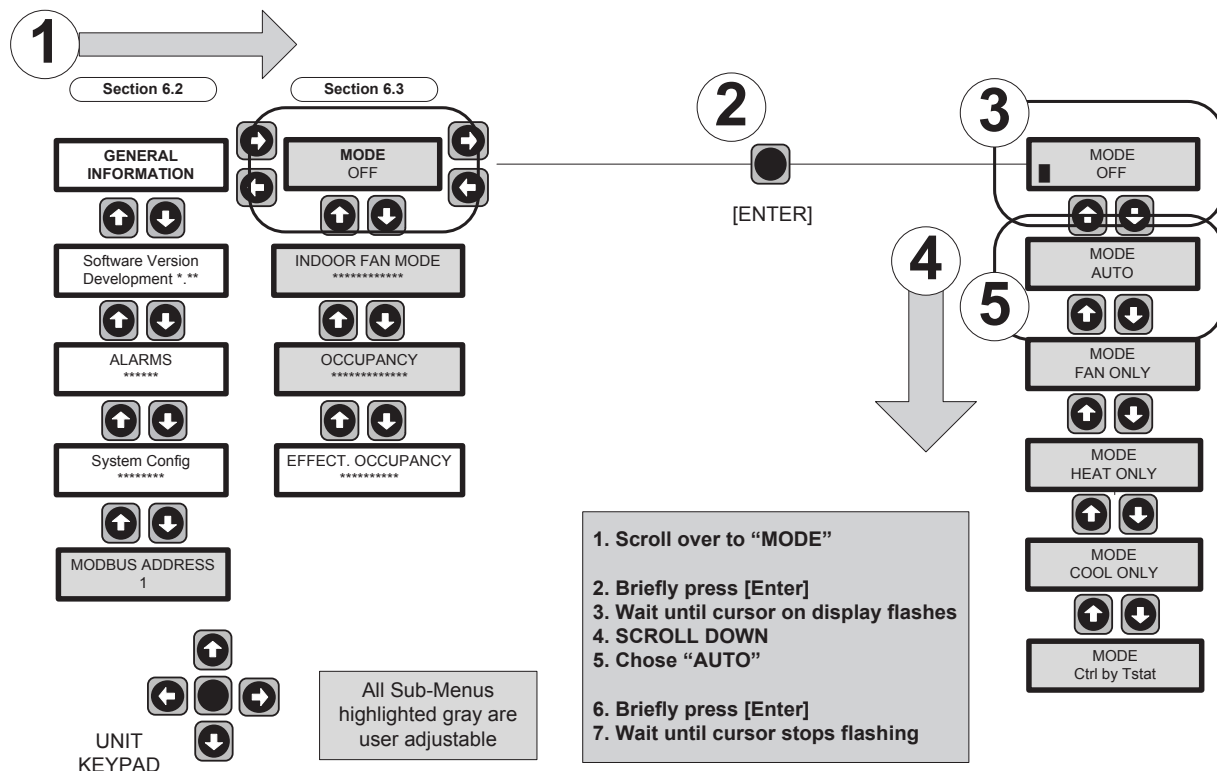 1
Section 6.2
Section 6.3
GENERAL
INFORMATION
Software Version
Development *.**
ALARMS
******
System Config
********
MODBUS ADDRESS
1
MODE
OFF
INDOOR FAN MODE
************
OCCUPANCY
*************
EFFECT. OCCUPANCY
**********
2
[ENTER]
3
MODE
OFF
4
5
MODE
AUTO
MODE
FAN ONLY
MODE
HEAT ONLY
MODE
COOL ONLY
MODE
Ctrl by Tstat
UNIT
KEYPAD
All Sub-Menus
highlighted gray are
user adjustable
1. Scroll over to “MODE”
2. Briefly press [Enter]
3. Wait until cursor on display flashes
4. SCROLL DOWN
5. Chose “AUTO”
6. Briefly press [Enter]
7. Wait until cursor stops flashing